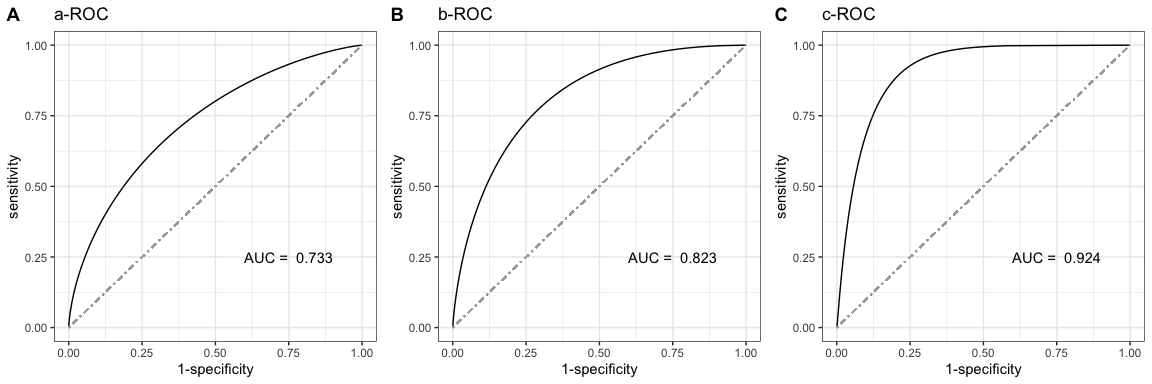 A
a-ROC
1.00
0.75
0.50
0.25
0.00
sensitivity
AUC = 0.733
0.00 0.25 0.50 0.75 1.00
1-specificity
B
b-ROC
1.00
0.75
0.50
0.25
0.00
sensitivity
AUC = 0.823
0.00 0.25 0.50 0.75 1.00
1-specificity
C
c-ROC
1.00
0.75
0.50
0.25
0.00
sensitivity
AUC = 0.924
0.00 0.25 0.50 0.75 1.00
1-specificity